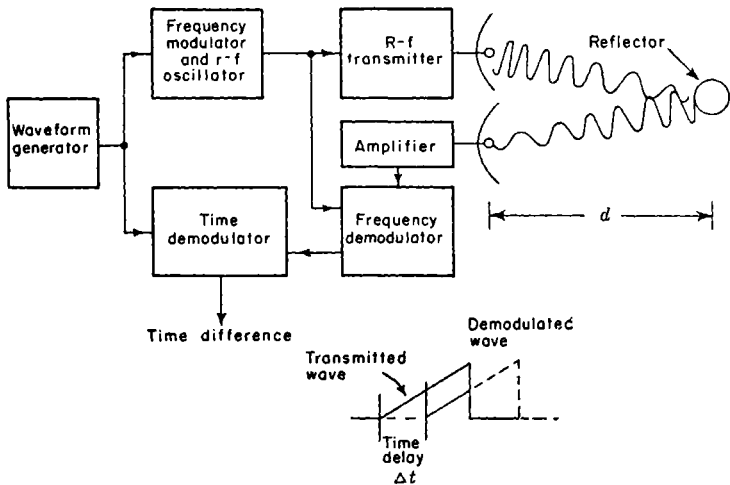 Frequency
modulator
and r-f
oscillator
R-f
transmitter
Reflector
Waveform
generator
Amplifier
Time
demodulator
Frequency
demodulator
d
Time difference
Demodulated
wave
Transmitted
wave
Time
delay
Δt